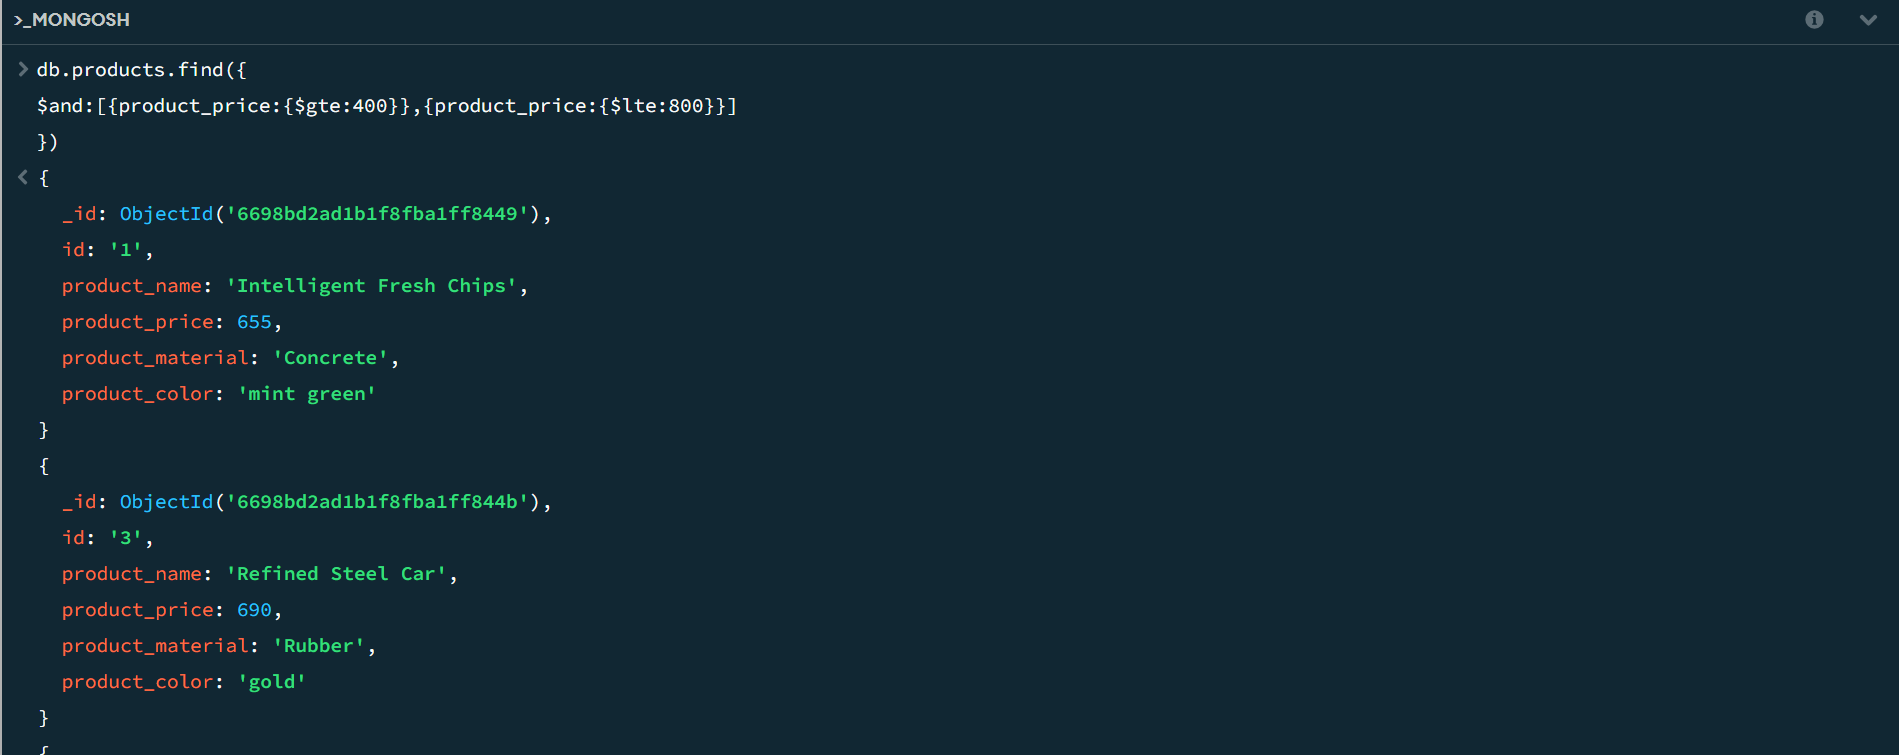 >_MONGOSH
> db.products.find({
$and:[{product_price:{$gte:400}},{product_price:{$lte:800}}]
})
< {
_id: ObjectId('6698bd2ad1b1f8fba1ff8449'),
id: '1',
product_name: 'Intelligent Fresh Chips',
product_price: 655,
product_material: 'Concrete',
product_color: 'mint green'
}
{
_id: ObjectId('6698bd2ad1b1f8fba1ff844b'),
id: '3',
product_name: 'Refined Steel Car',
product_price: 690,
product_material: 'Rubber',
product_color: 'gold'
}
{